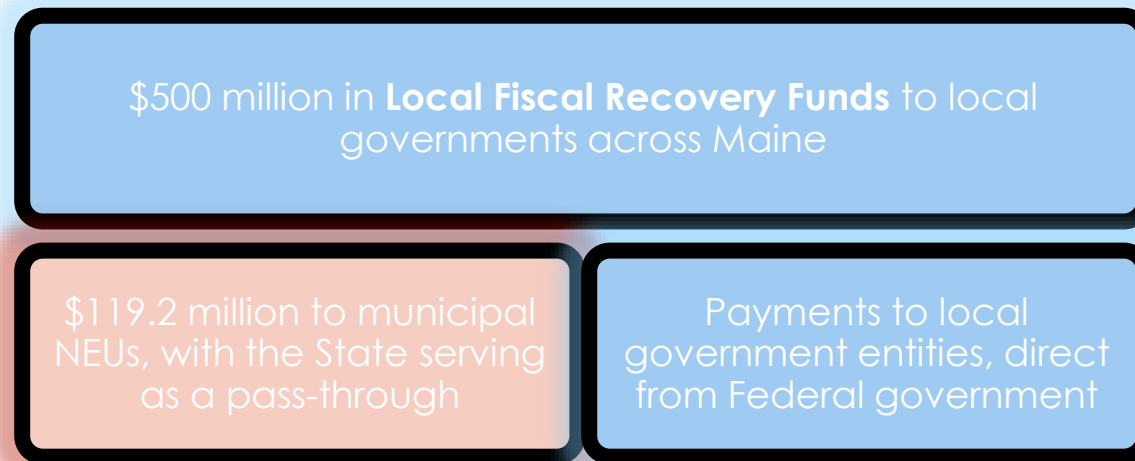 $500 million in Local Fiscal Recovery Funds to local
governments across Maine
$119.2 million to municipal
NEUs, with the State serving
as a pass-through
Payments to local
government entities, direct
from Federal government